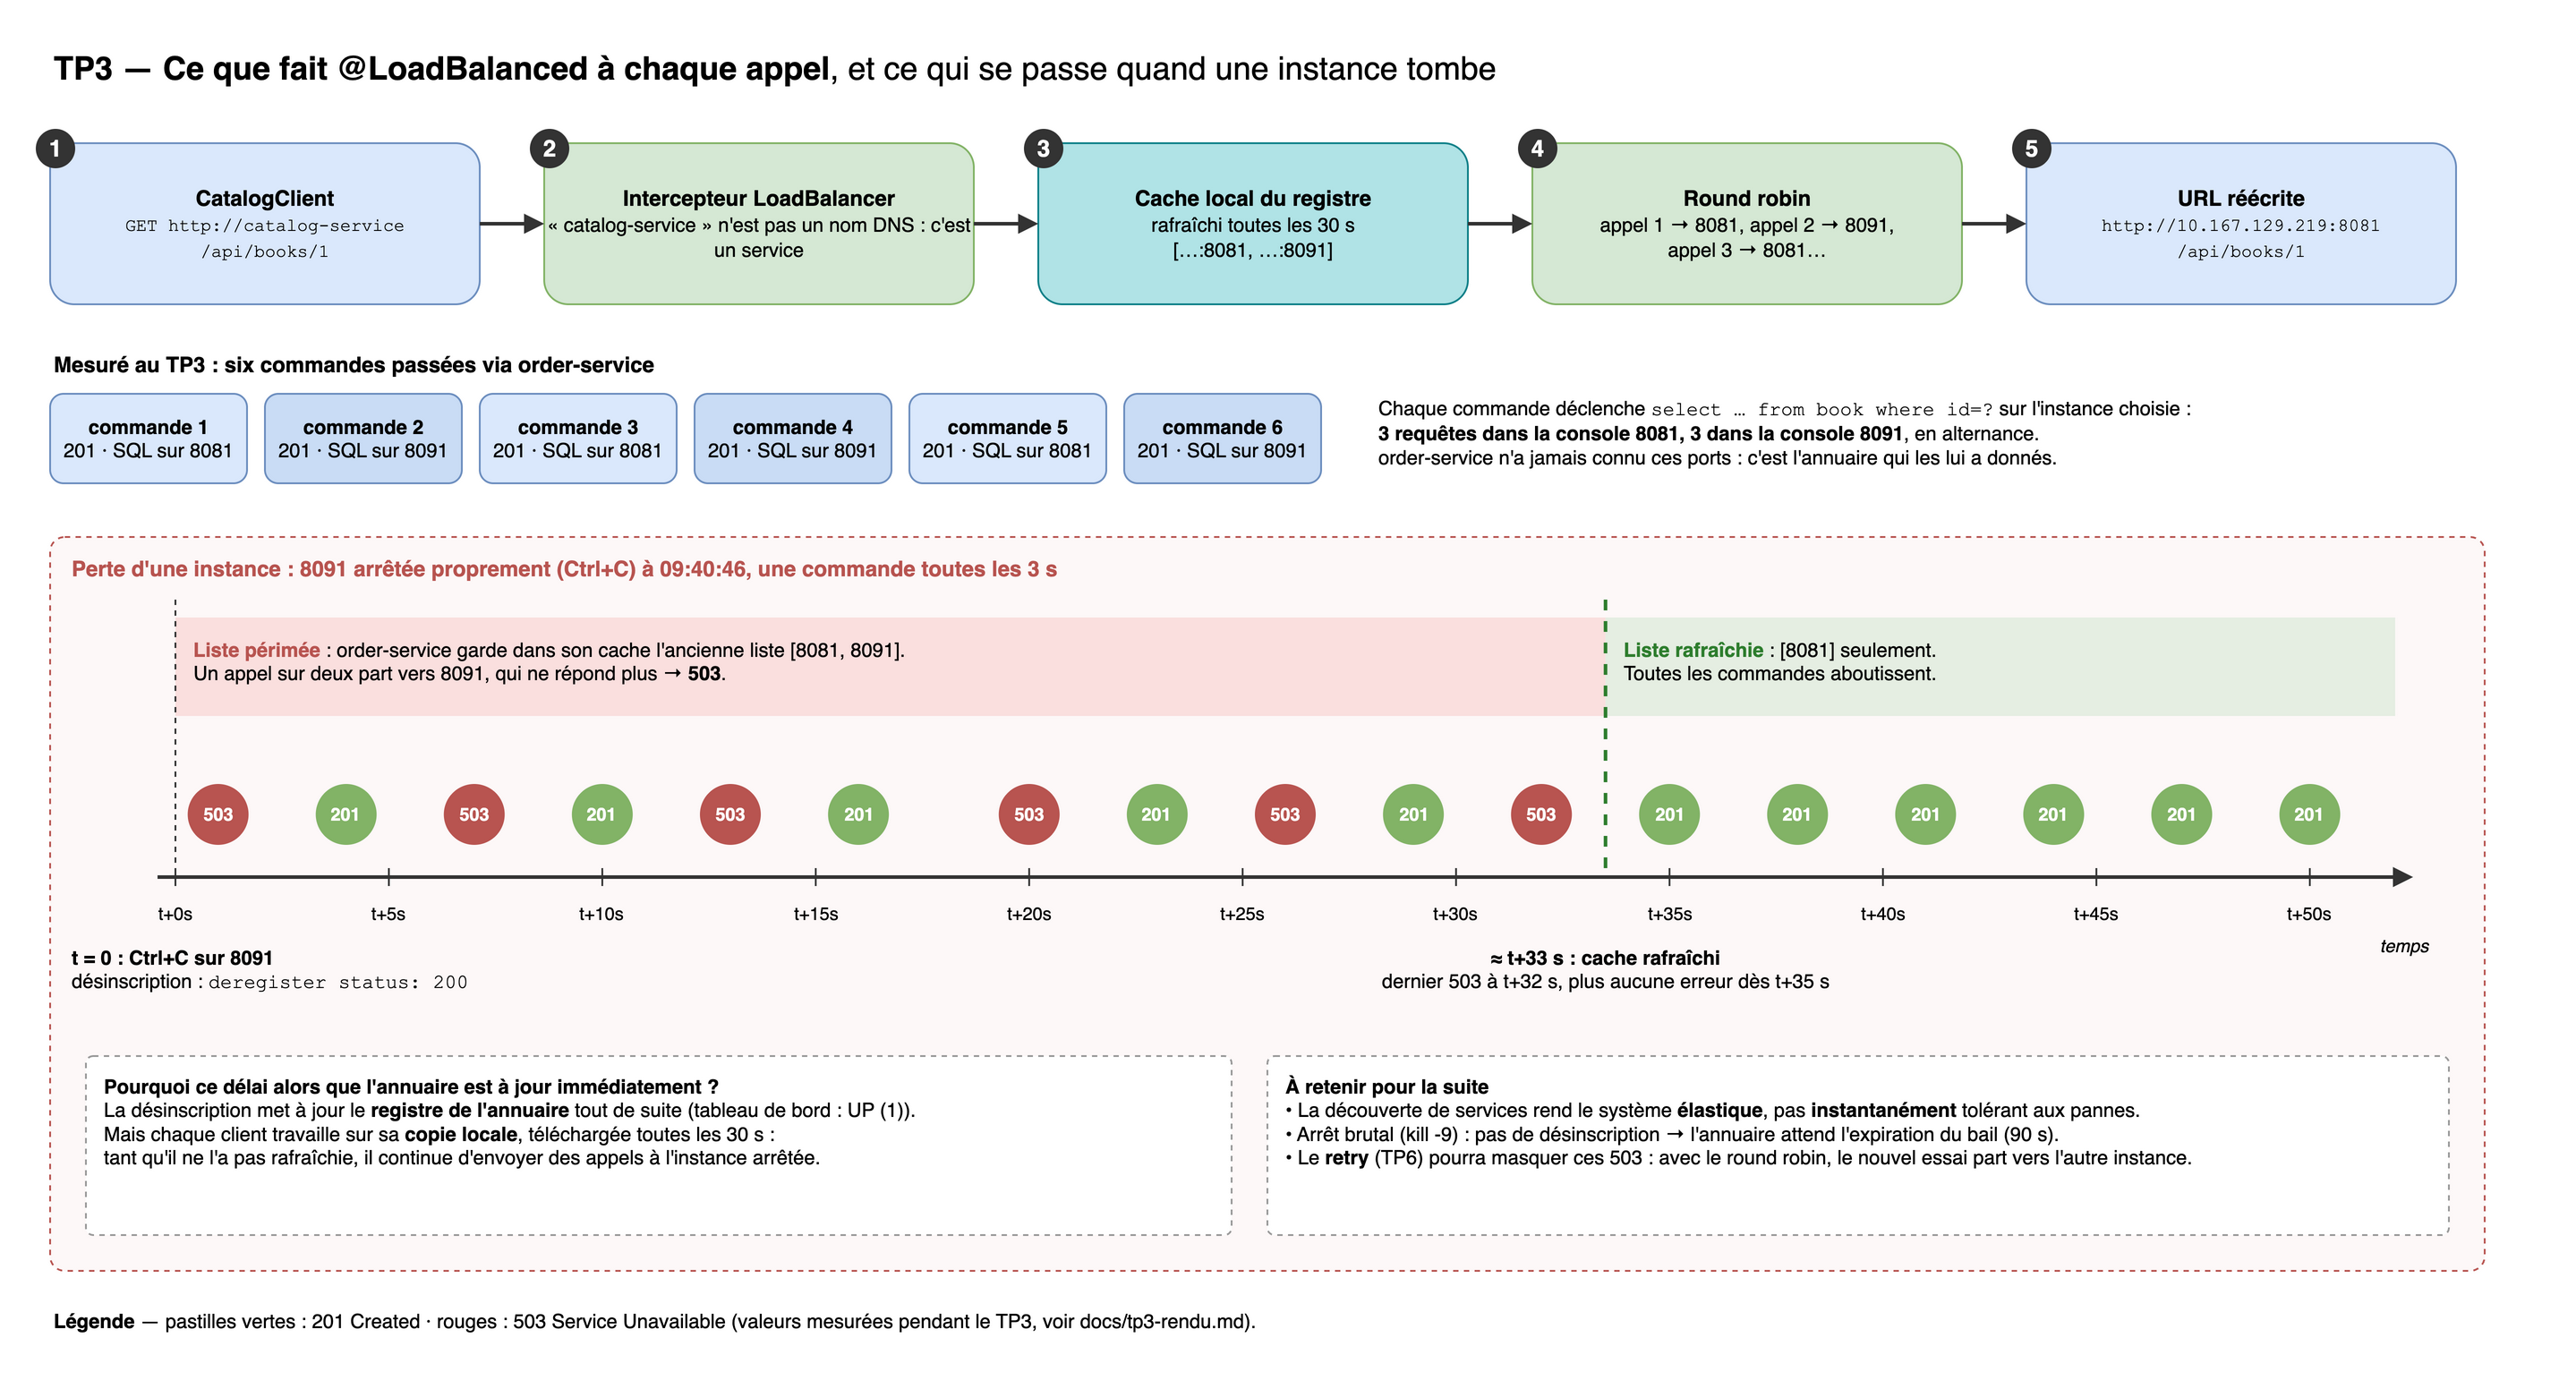 TP3 — Ce que fait @LoadBalanced à chaque appel, et ce qui se passe quand une instance tombe
1
CatalogClient
GET http://catalog-service
/api/books/1
2
Intercepteur LoadBalancer
« catalog-service » n'est pas un nom DNS : c'est
un service
3
Cache local du registre
rafraîchi toutes les 30 s
[…:8081, …:8091]
4
Round robin
appel 1 → 8081, appel 2 → 8091,
appel 3 → 8081…
5
URL réécrite
http://10.167.129.219:8081
/api/books/1
Mesuré au TP3 : six commandes passées via order-service
commande 1
201 · SQL sur 8081
commande 2
201 · SQL sur 8091
commande 3
201 · SQL sur 8081
commande 4
201 · SQL sur 8091
commande 5
201 · SQL sur 8081
commande 6
201 · SQL sur 8091
Chaque commande déclenche select … from book where id=? sur l'instance choisie :
3 requêtes dans la console 8081, 3 dans la console 8091, en alternance.
order-service n'a jamais connu ces ports : c'est l'annuaire qui les lui a donnés.
Perte d'une instance : 8091 arrêtée proprement (Ctrl+C) à 09:40:46, une commande toutes les 3 s
Liste périmée : order-service garde dans son cache l'ancienne liste [8081, 8091].
Un appel sur deux part vers 8091, qui ne répond plus → 503.
Liste rafraîchie : [8081] seulement.
Toutes les commandes aboutissent.
503 201 503 201 503 201 503 201 503 201 503 201 201 201 201 201 201
t+0s t+5s t+10s t+15s t+20s t+25s t+30s t+35s t+40s t+45s t+50s
temps
t = 0 : Ctrl+C sur 8091
désinscription : deregister status: 200
≈ t+33 s : cache rafraîchi
dernier 503 à t+32 s, plus aucune erreur dès t+35 s
Pourquoi ce délai alors que l'annuaire est à jour immédiatement ?
La désinscription met à jour le registre de l'annuaire tout de suite (tableau de bord : UP (1)).
Mais chaque client travaille sur sa copie locale, téléchargée toutes les 30 s :
tant qu'il ne l'a pas rafraîchie, il continue d'envoyer des appels à l'instance arrêtée.
À retenir pour la suite
• La découverte de services rend le système élastique, pas instantanément tolérant aux pannes.
• Arrêt brutal (kill -9) : pas de désinscription → l'annuaire attend l'expiration du bail (90 s).
• Le retry (TP6) pourra masquer ces 503 : avec le round robin, le nouvel essai part vers l'autre instance.
Légende — pastilles vertes : 201 Created · rouges : 503 Service Unavailable (valeurs mesurées pendant le TP3, voir docs/tp3-rendu.md).